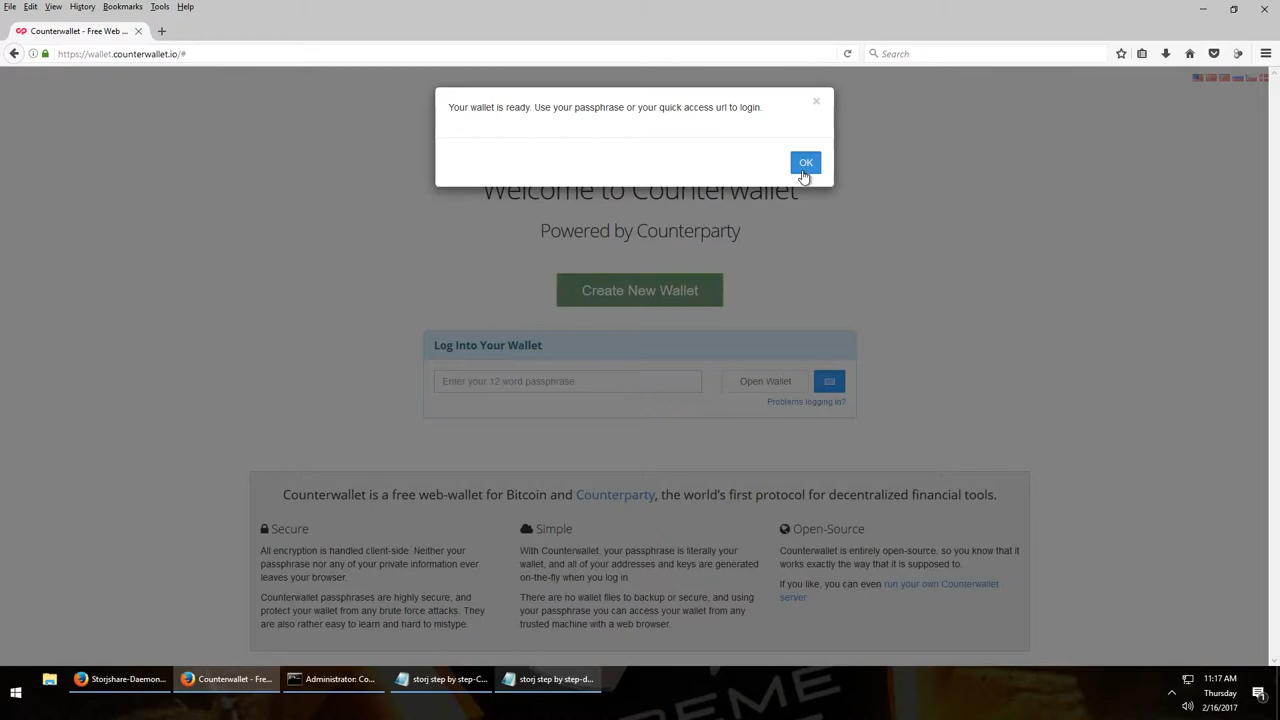 File Edit View History Bookmarks Tools Help
Counterwallet - Free Web ...
https://wallet.counterwallet.io/#
Search
Your wallet is ready. Use your passphrase or your quick access url to login.
OK
Welcome to Counterwallet
Powered by Counterparty
Create New Wallet
Log Into Your Wallet
Enter your 12 word passphrase.
Open Wallet
Problems logging in?
Counterwallet is a free web-wallet for Bitcoin and Counterparty, the world's first protocol for decentralized financial tools.
Secure
All encryption is handled client-side. Neither your
passphrase nor any of your private information ever
leaves your browser.
Counterwallet passphrases are highly secure, and
protect your wallet from any brute force attacks. They
are also rather easy to learn and hard to mistype.
Simple
With Counterwallet, your passphrase is literally your
wallet, and all of your addresses and keys are generated
on-the-fly when you log in
There are no wallet files to backup or secure, and using
your passphrase you can access your wallet from any
trusted machine with a web browser.
Open-Source
Counterwallet is entirely open-source, so you know that it
works exactly the way that it is supposed to.
If you like, you can even run your own Counterwallet
server
Storjshare-Daemon... Counterwallet - Fre... Administrator: Co... storj step by step-C... storj step by step-d...
11:17 AM
Thursday
2/16/2017
1